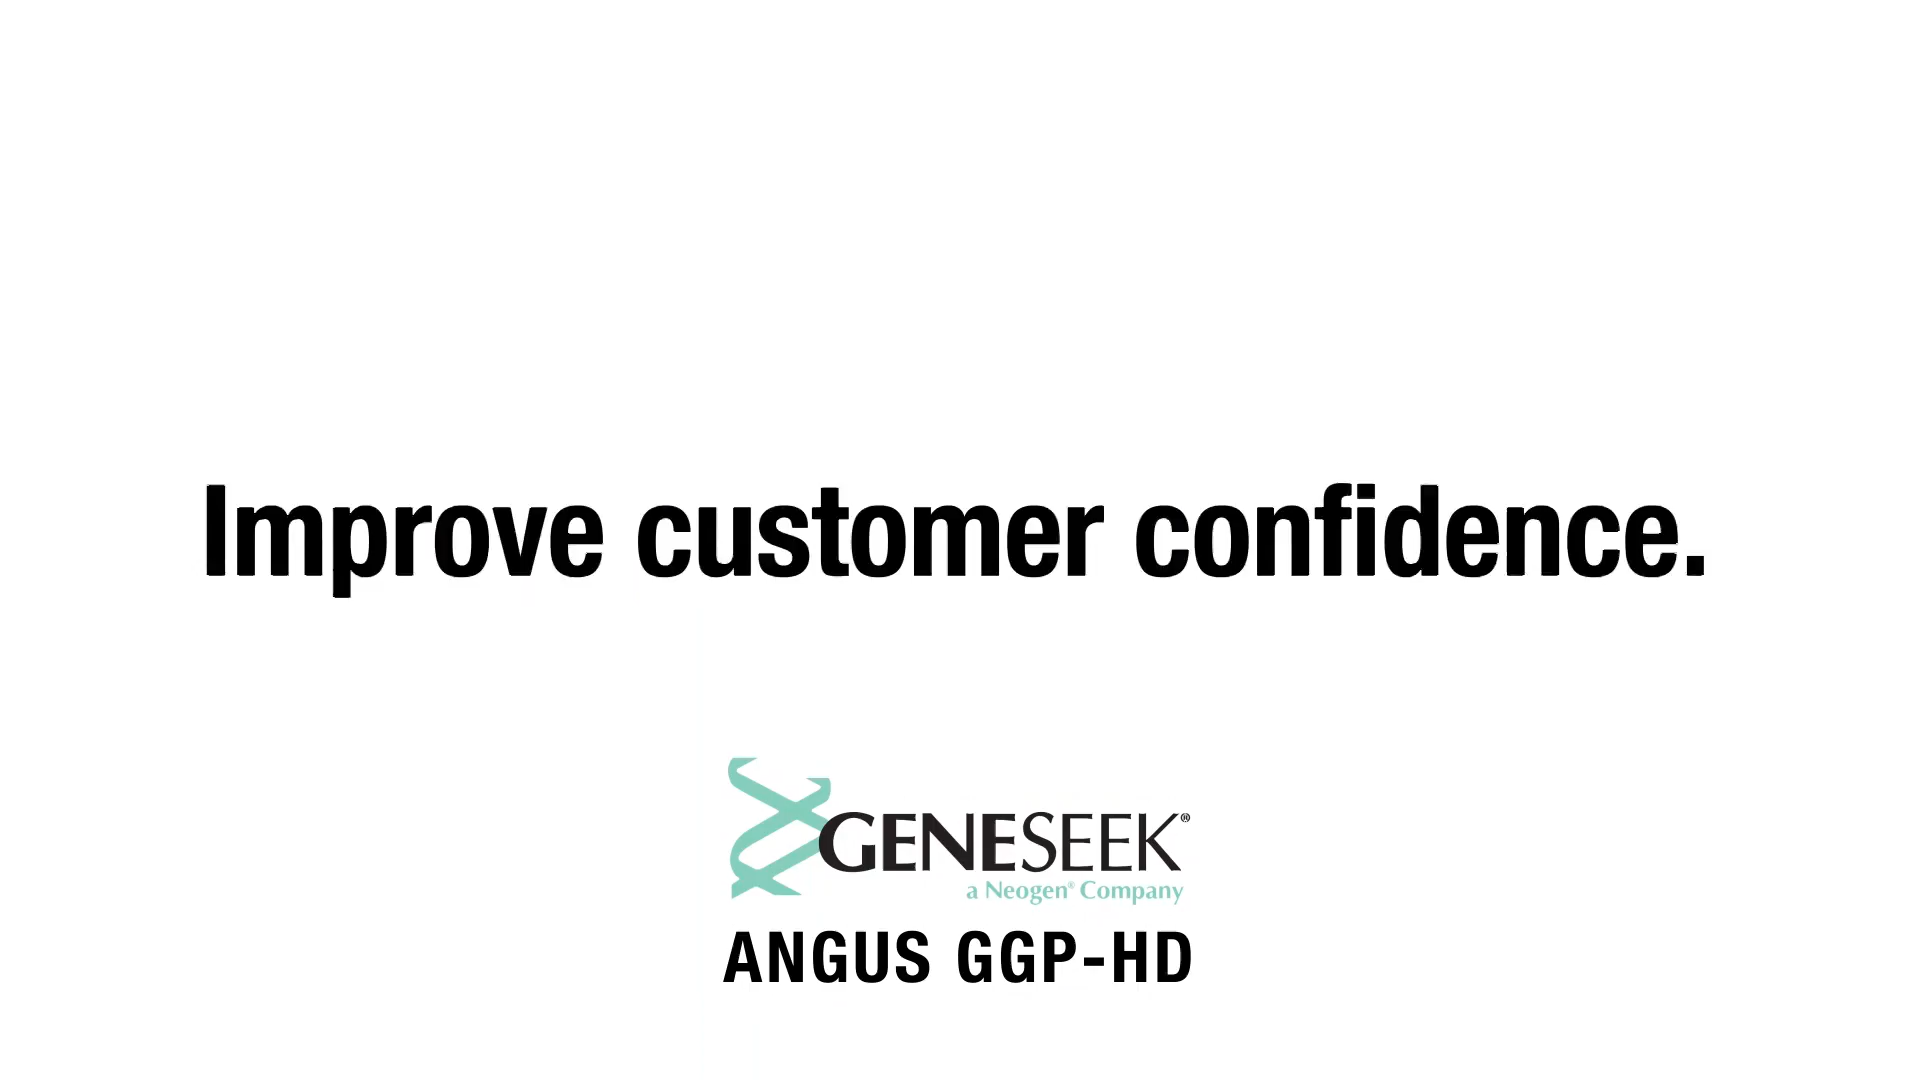 Improve customer confidence.
GENESEEK®
a Neogen® Company
ANGUS GGP-HD